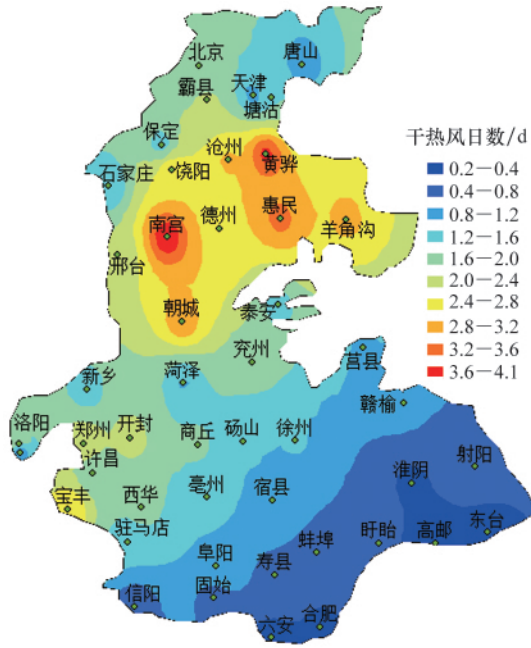 北京
唐山
天津
霸县
塘沽
保定
沧州
黄骅
干热风日数/d
石家庄
饶阳
0.2—0.4
0.4—0.8
0.8—1.2
1.2—1.6
1.6—2.0
2.0—2.4
2.4—2.8
2.8—3.2
3.2—3.6
3.6—4.1
南宫
德州
惠民
羊角沟
邢台
朝城
泰安
兖州
莒县
新乡
菏泽
赣榆
洛阳
郑州
开封
商丘
砀山
徐州
许昌
淮阴
射阳
宝丰
西华
亳州
宿县
驻马店
蚌埠
盱眙
高邮
东台
阜阳
寿县
信阳
固始
六安
合肥